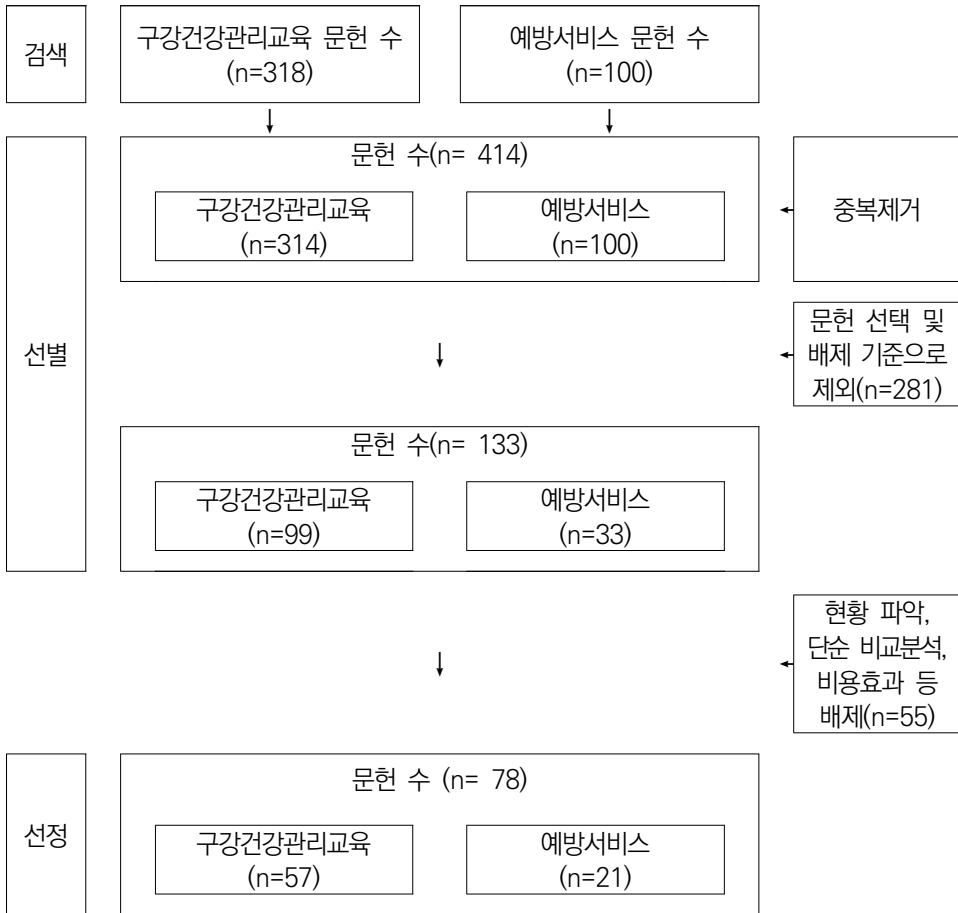 검색
구강건강관리교육 문헌 수
(n=318)
예방서비스 문헌 수
(n=100)
문헌 수(n= 414)
구강건강관리교육
(n=314)
예방서비스
(n=100)
중복제거
선별
문헌 선택 및
배제 기준으로
제외(n=281)
문헌 수(n= 133)
구강건강관리교육
(n=99)
예방서비스
(n=33)
현황 파악,
단순 비교분석,
비용효과 등
배제(n=55)
선정
문헌 수 (n= 78)
구강건강관리교육
(n=57)
예방서비스
(n=21)